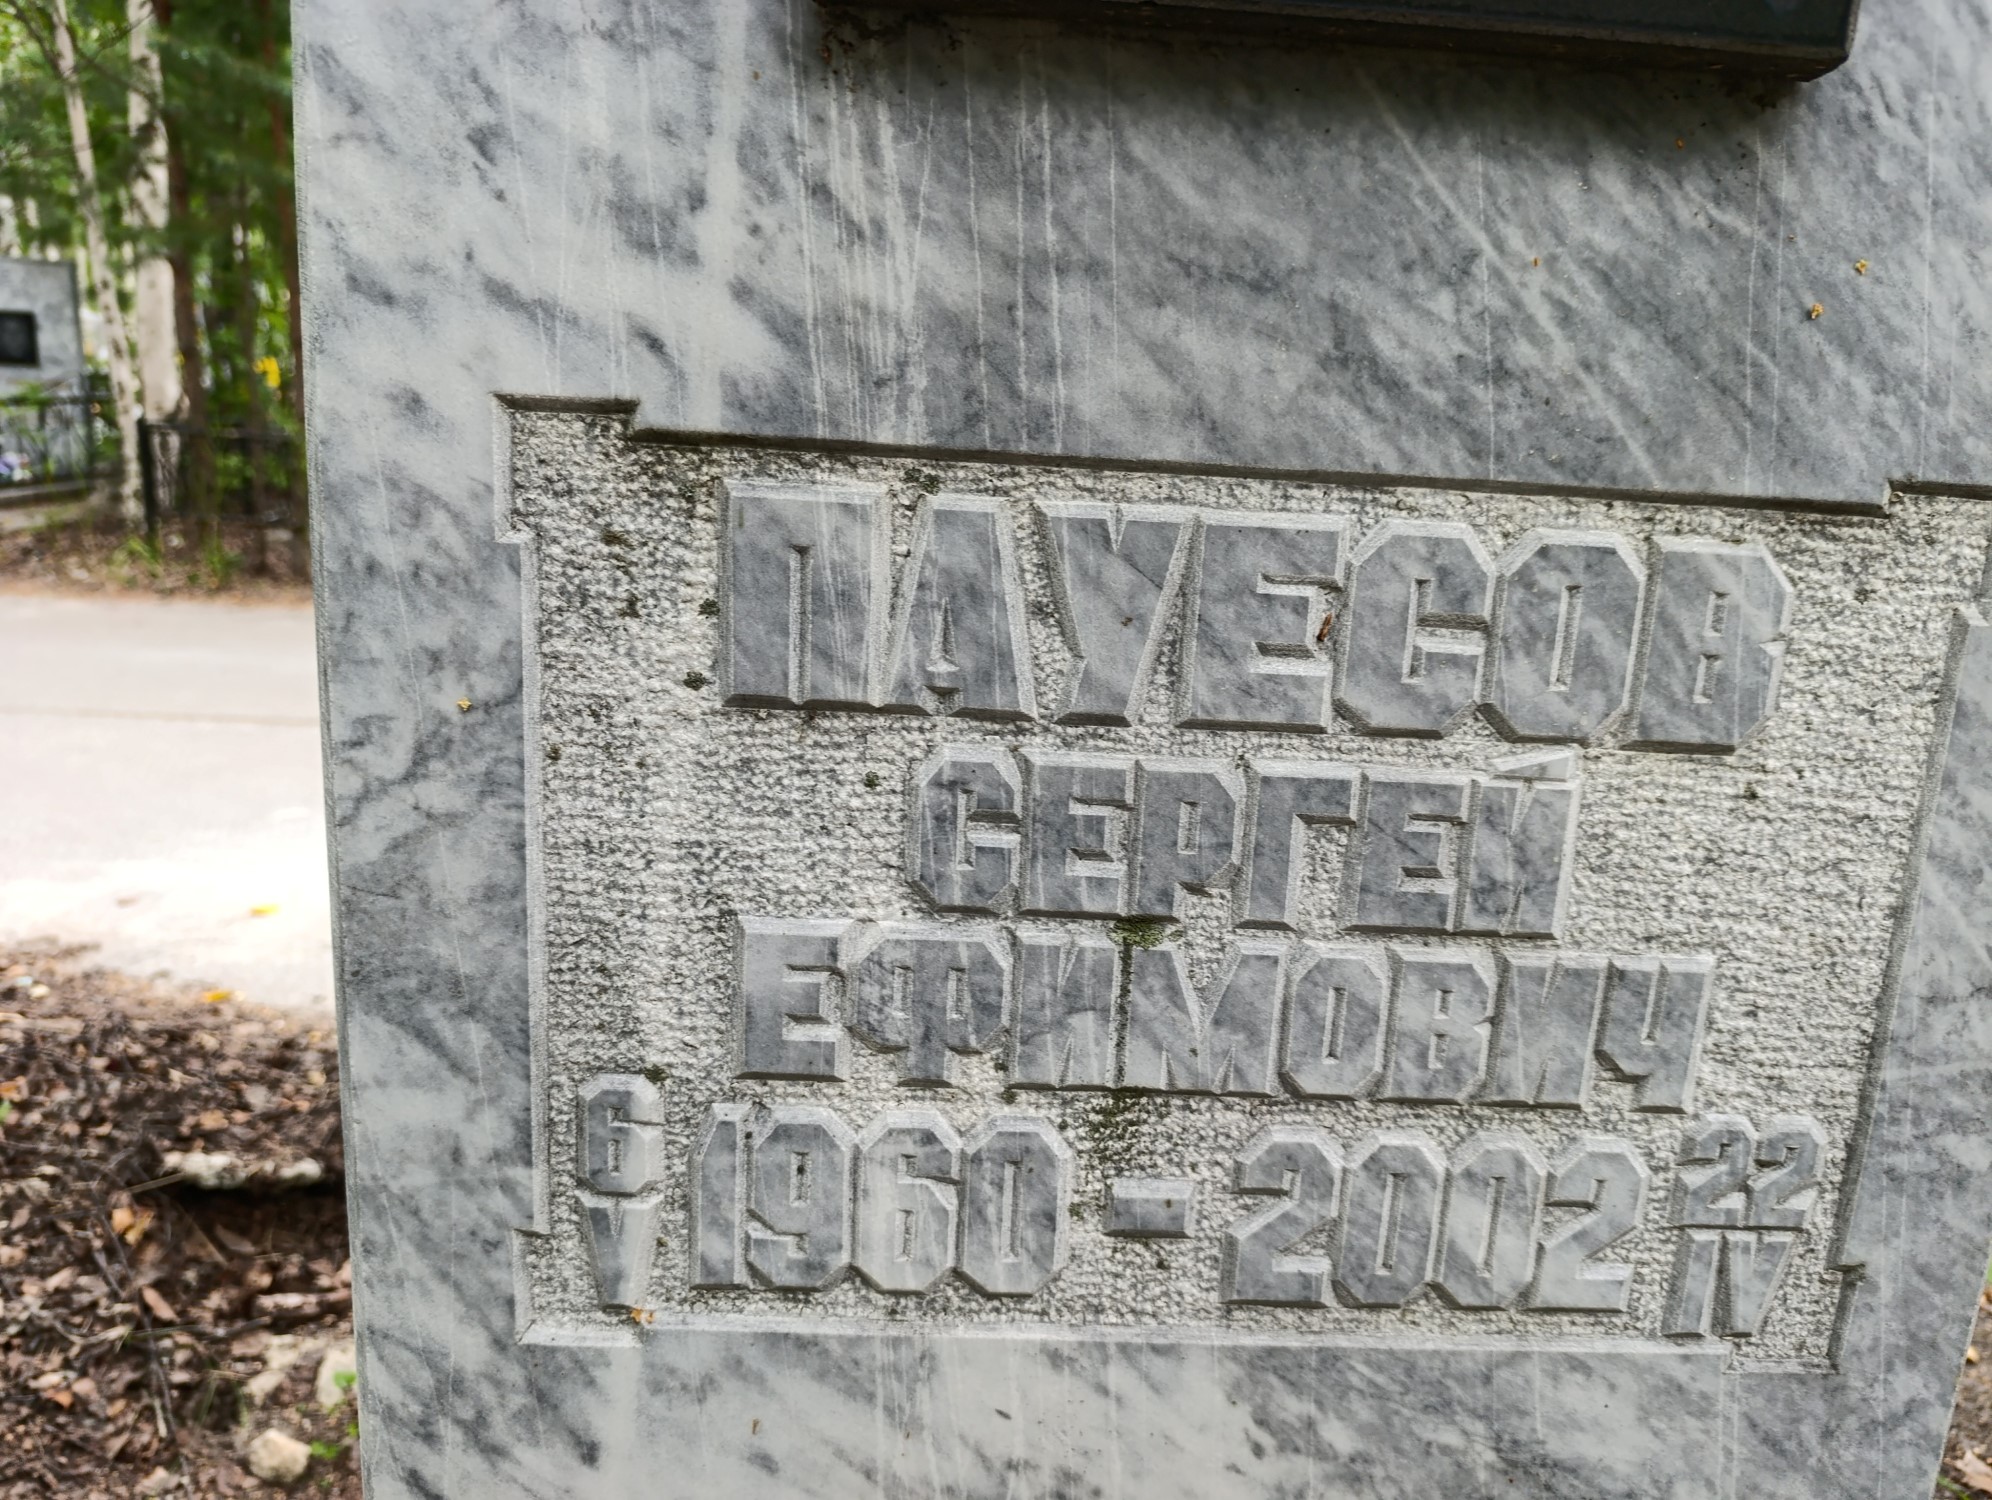 ПАУЕСОВ
СЕРГЕЙ
ЕФИМОВИЧ
6 1960 - 2002 22
V IV